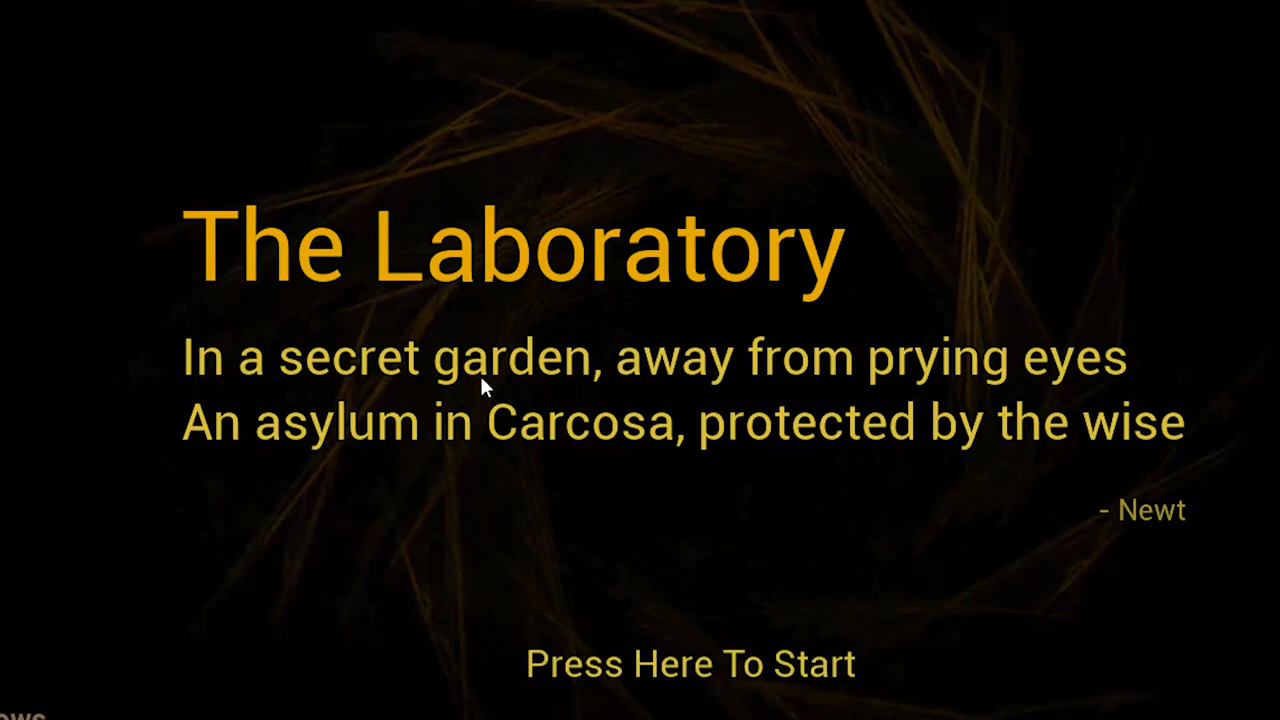 The Laboratory
In a secret garden, away from prying eyes
An asylum in Carcosa, protected by the wise
- Newt
Press Here To Start